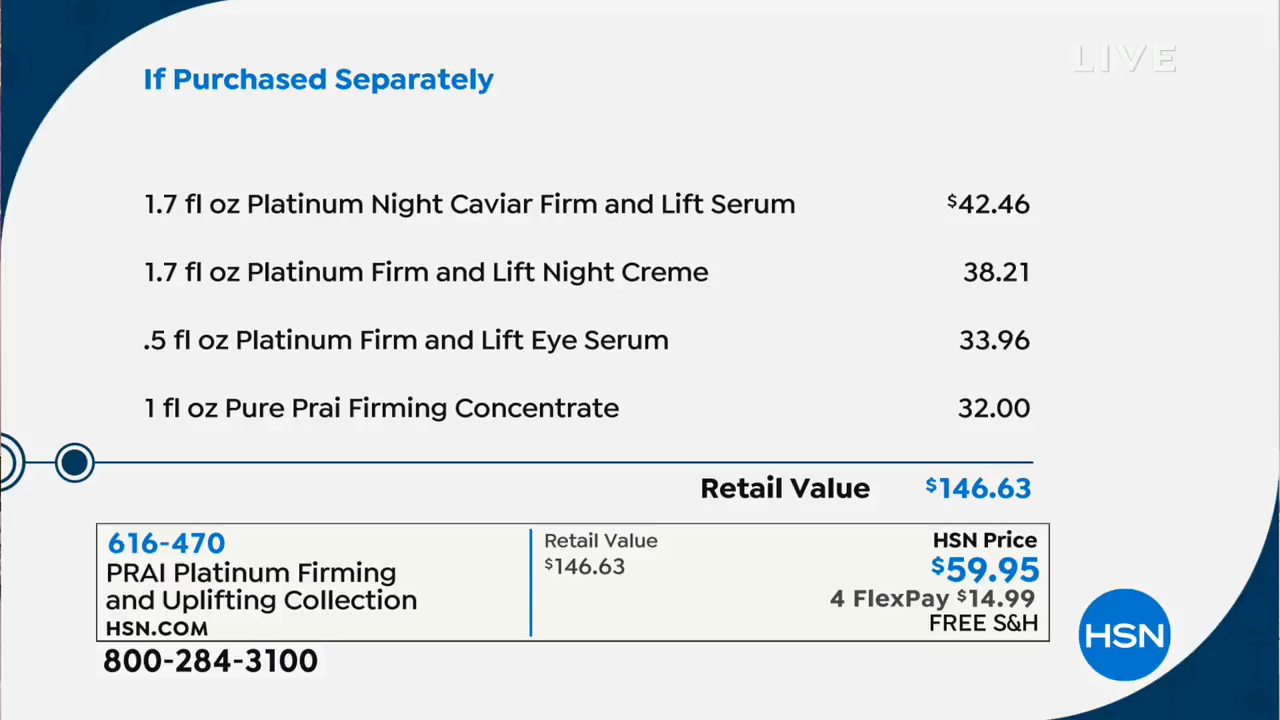 LIVE
If Purchased Separately
1.7 fl oz Platinum Night Caviar Firm and Lift Serum $42.46
1.7 fl oz Platinum Firm and Lift Night Creme 38.21
.5 fl oz Platinum Firm and Lift Eye Serum 33.96
1 fl oz Pure Prai Firming Concentrate 32.00
Retail Value $146.63
616-470
PRAI Platinum Firming
and Uplifting Collection
HSN.COM
Retail Value
$146.63
HSN Price
$59.95
4 FlexPay $14.99
FREE S&H
800-284-3100
HSN